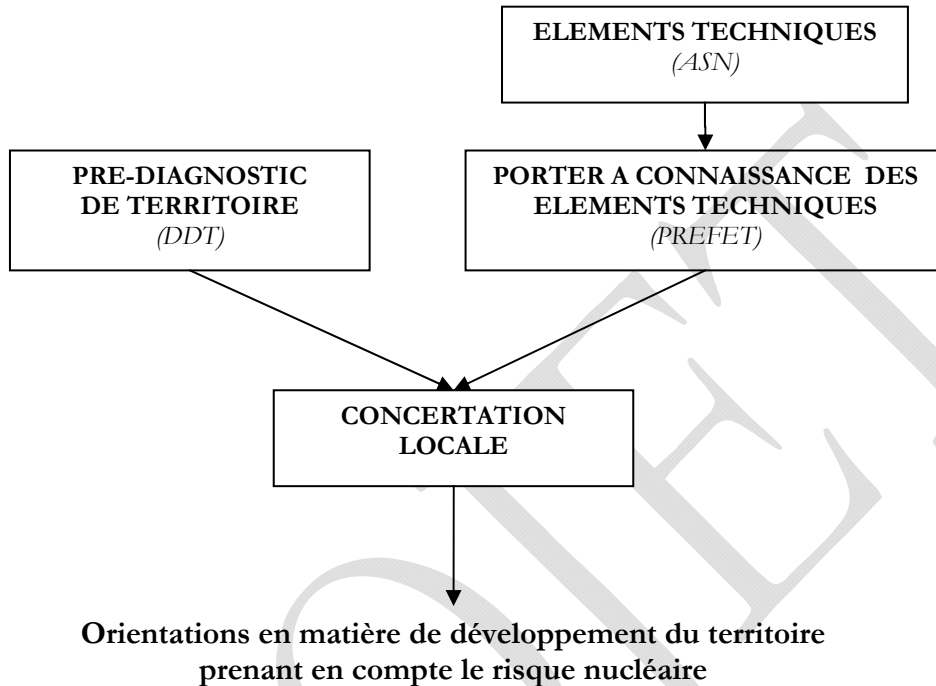 ELEMENTS TECHNIQUES
(ASN)
PRE-DIAGNOSTIC
DE TERRITOIRE
(DDT)
PORTER A CONNAISSANCE DES
ELEMENTS TECHNIQUES
(PREFET)
CONCERTATION
LOCALE
Orientations en matière de développement du territoire
prenant en compte le risque nucléaire